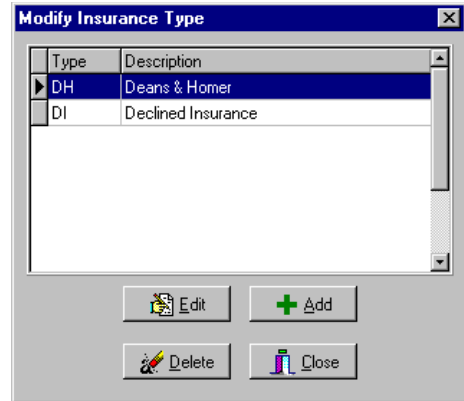 Modify Insurance Type
Type Description
DH Deans & Homer
DI Declined Insurance
Edit Add
Delete Close